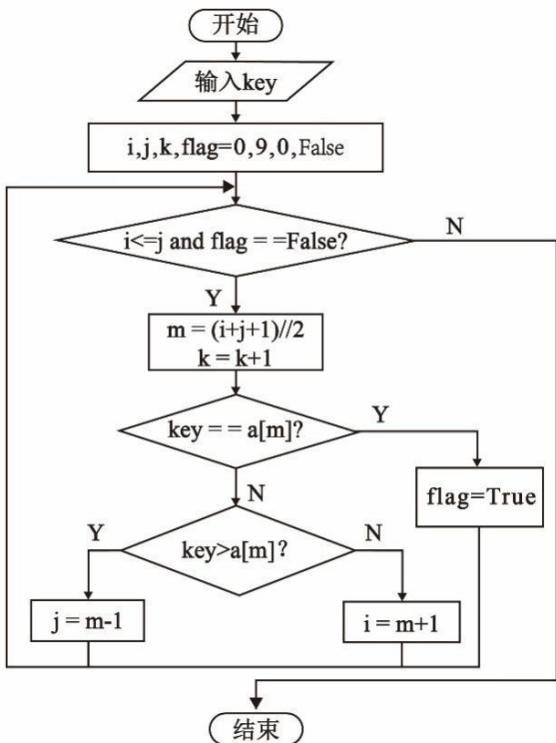 开始
输入key
i,j,k,flag=0,9,0,False
i<=j and flag = =False?
N
Y
m = (i+j+1)//2
k = k+1
key = = a[m]?
Y
N
flag=True
Y
key>a[m]?
N
j = m-1
i = m+1
结束